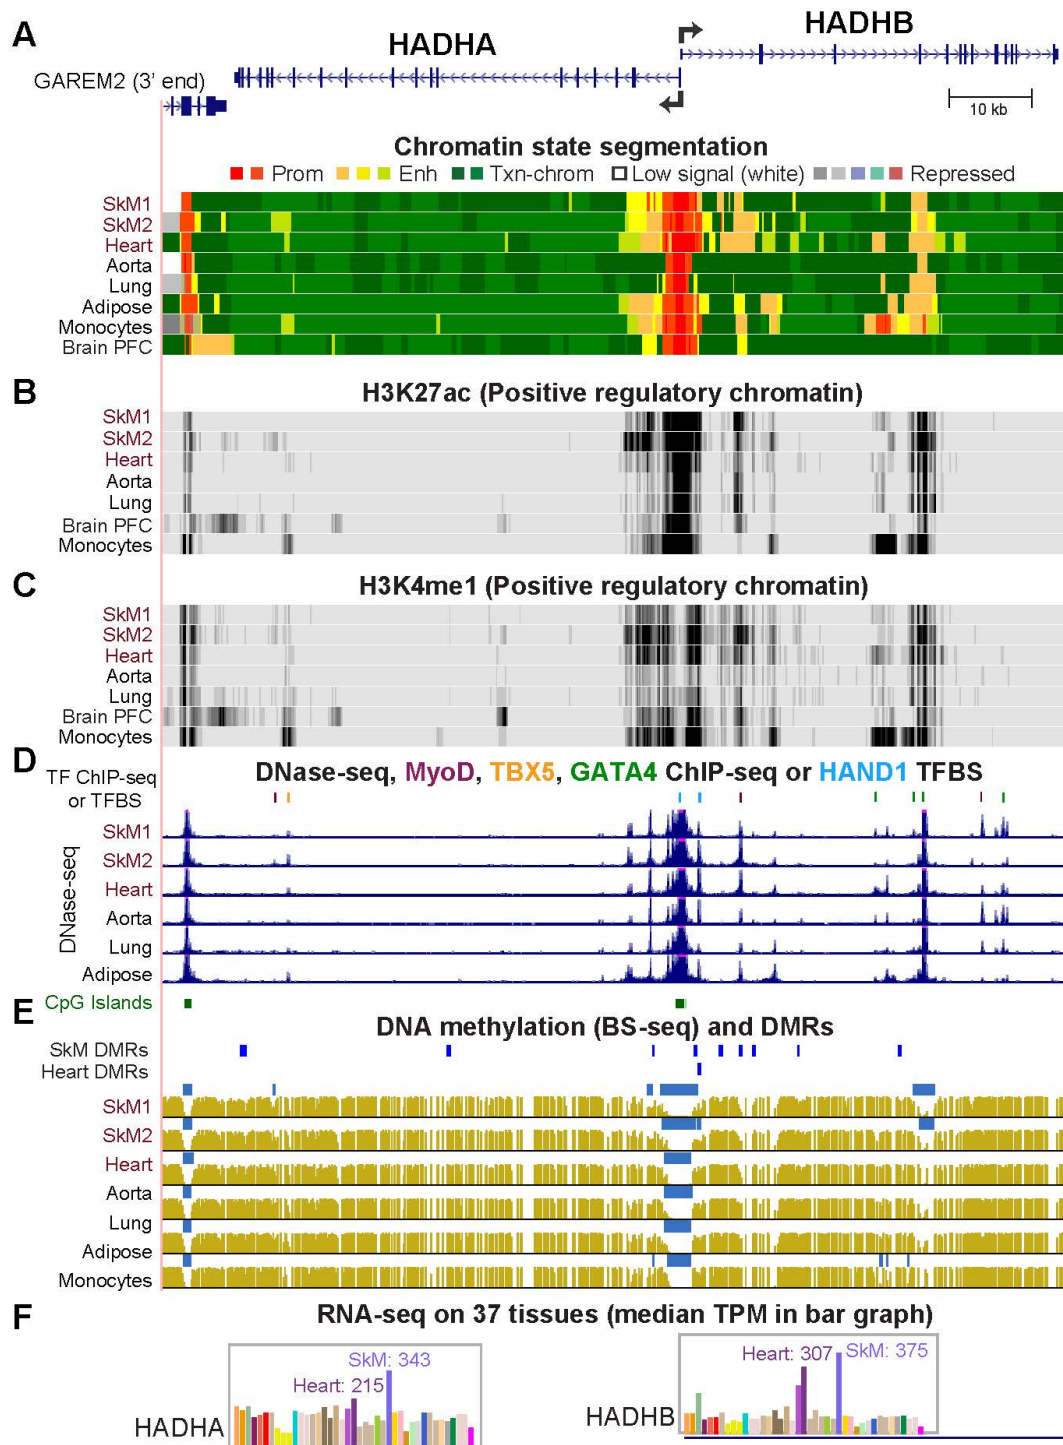 A
HADHA
HADHB
GAREM2 (3' end)
10 kb
Chromatin state segmentation
Prom Enh Txn-chrom Low signal (white) Repressed
SkM1
SkM2
Heart
Aorta
Lung
Adipose
Monocytes
Brain PFC
B
H3K27ac (Positive regulatory chromatin)
SkM1
SkM2
Heart
Aorta
Lung
Brain PFC
Monocytes
C
H3K4me1 (Positive regulatory chromatin)
SkM1
SkM2
Heart
Aorta
Lung
Brain PFC
Monocytes
D
DNase-seq, MyoD, TBX5, GATA4 ChIP-seq or HAND1 TFBS
TF ChIP-seq
or TFBS
DNase-seq
SkM1
SkM2
Heart
Aorta
Lung
Adipose
CpG Islands
E
DNA methylation (BS-seq) and DMRs
SkM DMRs
Heart DMRs
SkM1
SkM2
Heart
Aorta
Lung
Adipose
Monocytes
F
RNA-seq on 37 tissues (median TPM in bar graph)
SkM: 343
Heart: 215
HADHA
Heart: 307
SkM: 375
HADHB